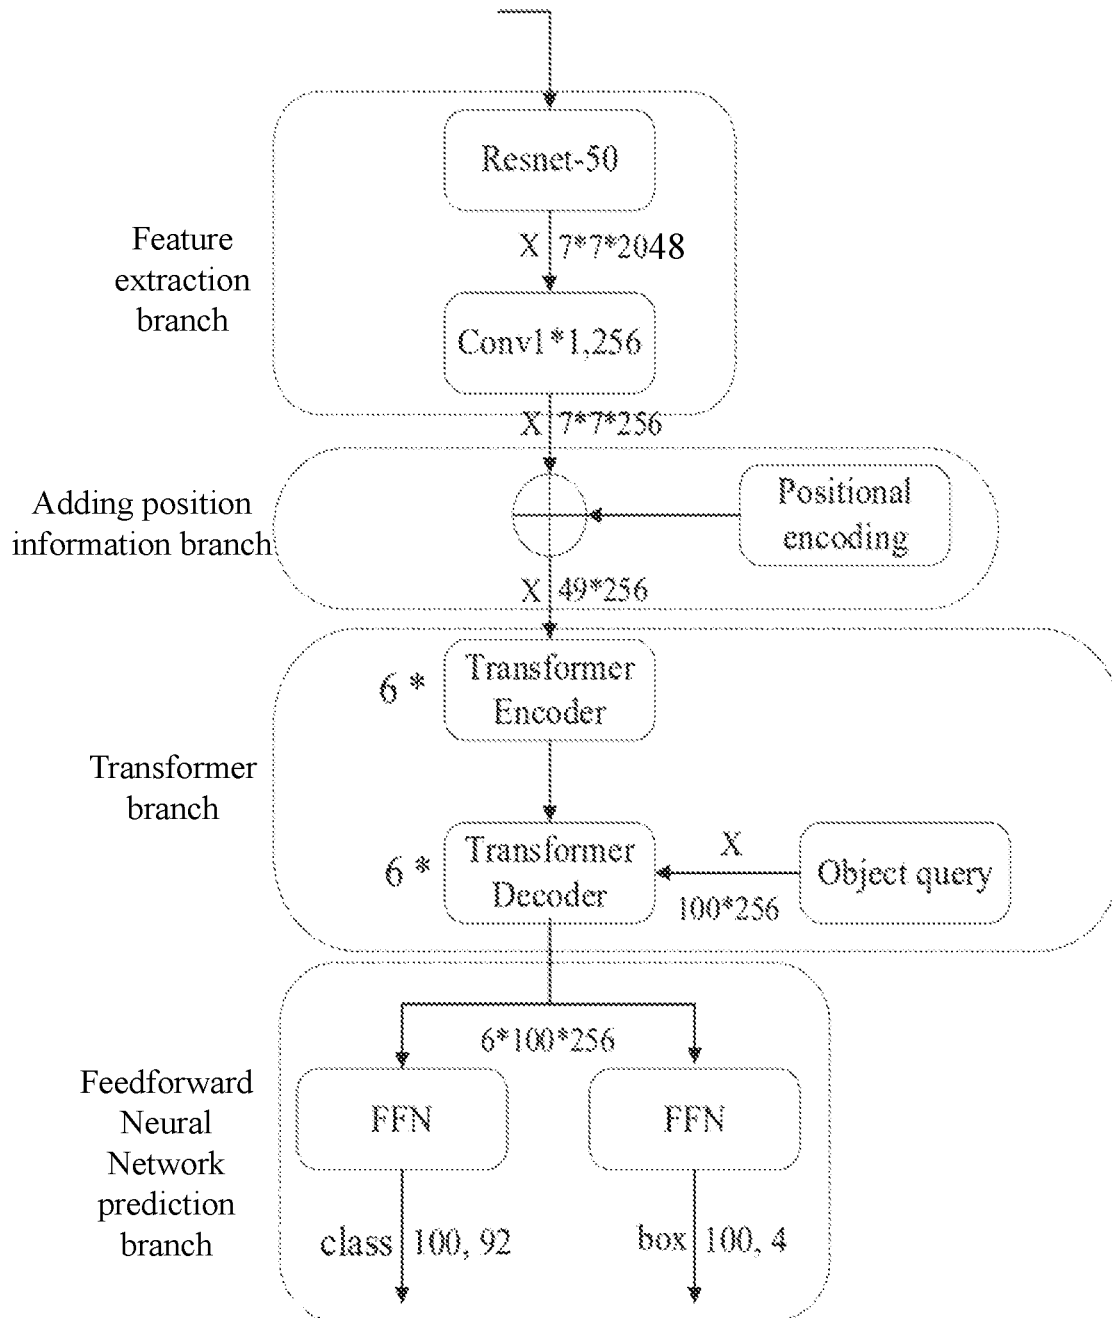 Resnet-50
X 7*7*2048
Feature
extraction
branch
Conv1*1,256
X 7*7*256
Adding position
information branch
Positional
encoding
X 49*256
6 *
Transformer
Encoder
Transformer
branch
6 *
Transformer
Decoder
X
100*256
Object query
6*100*256
Feedforward
Neural
Network
prediction
branch
FFN
FFN
class 100, 92
box 100, 4